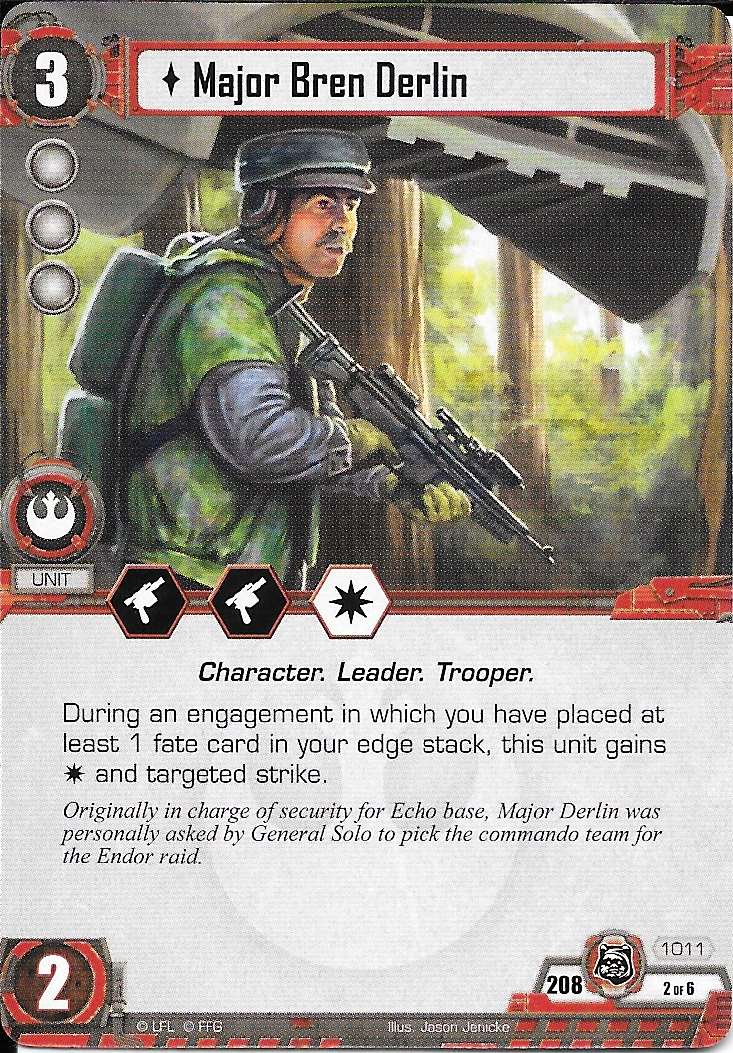 3
Major Bren Derlin
UNIT
Character. Leader. Trooper.
During an engagement in which you have placed at
least 1 fate card in your edge stack, this unit gains
and targeted strike.
Originally in charge of security for Echo base, Major Derlin was
personally asked by General Solo to pick the commando team for
the Endor raid.
2
1011
208
2 OF 6
© LFL © FFG
Illus. Jason Jenicke